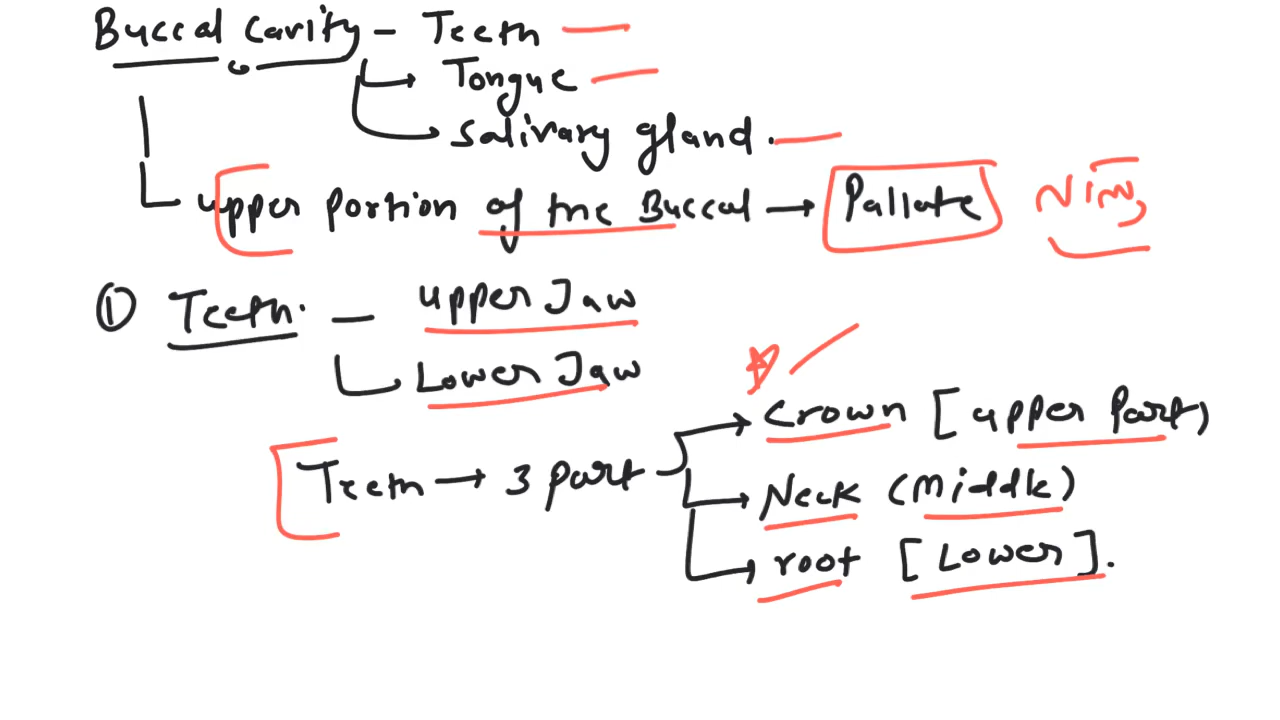 Buccal Cavity - Teeth
→ Tongue
→ Salivary gland.
upper portion of the Buccal → Pallate
① Teeth. - upper Jaw
Lower Jaw
Teeth → 3 part → Crown [upper Part)
→ Neck (Middle)
→ root [Lower].